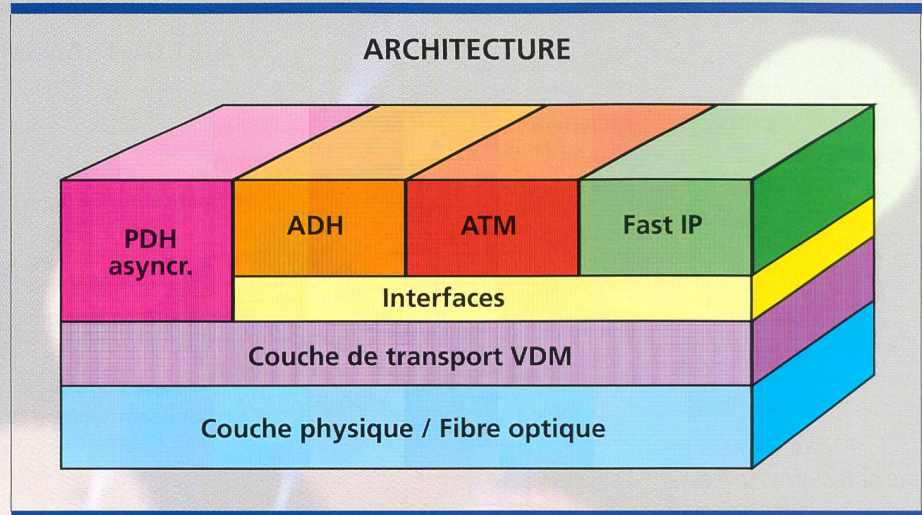 ARCHITECTURE
PDH
asyncr.
ADH
ATM
Fast IP
Interfaces
Couche de transport VDM
Couche physique / Fibre optique